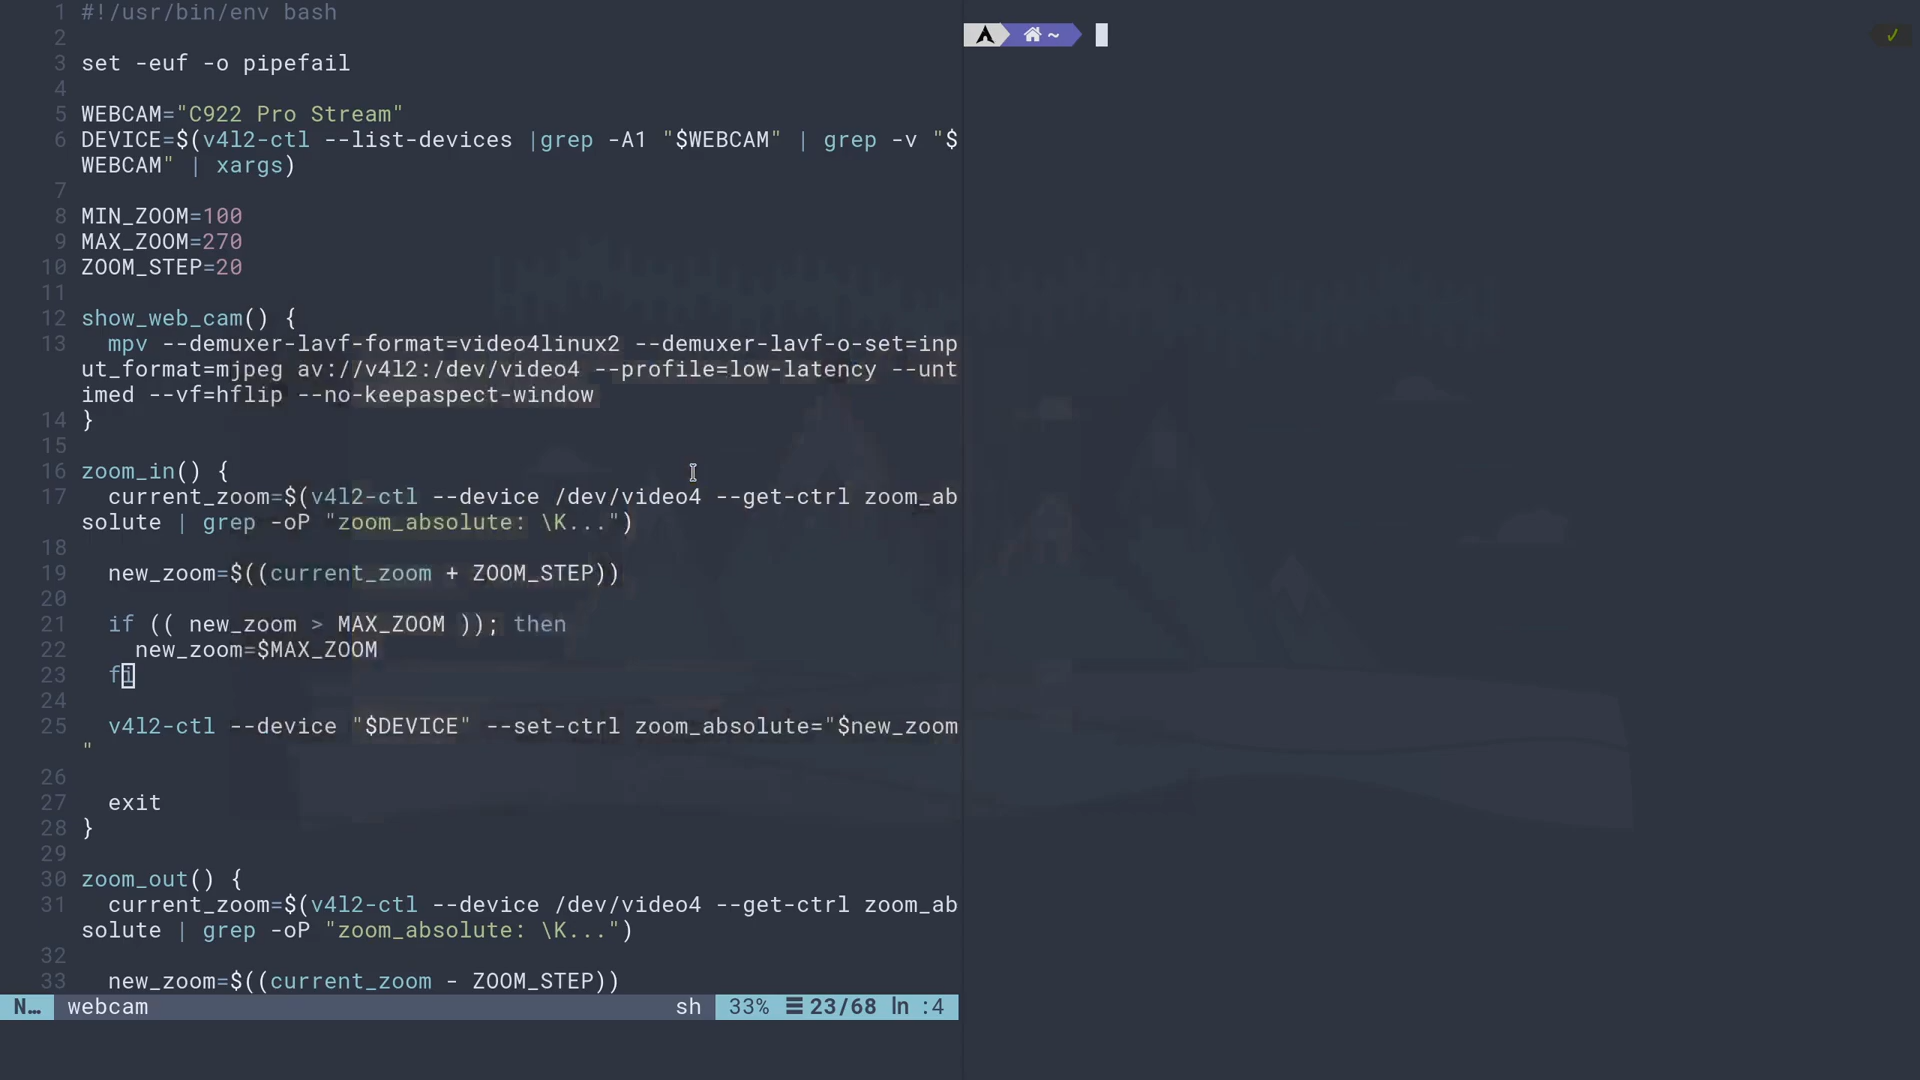 1 #!/usr/bin/env bash
2
3 set -euf -o pipefail
4
5 WEBCAM="C922 Pro Stream"
6 DEVICE=$(v4l2-ctl --list-devices |grep -A1 "$WEBCAM" | grep -v "$
WEBCAM" | xargs)
7
8 MIN_ZOOM=100
9 MAX_ZOOM=270
10 ZOOM_STEP=20
11
12 show_web_cam() {
13   mpv --demuxer-lavf-format=video4linux2 --demuxer-lavf-o-set=inp
ut_format=mjpeg av://v4l2:/dev/video4 --profile=low-latency --unt
imed --vf=hflip --no-keepaspect-window
14 }
15
16 zoom_in() {
17   current_zoom=$(v4l2-ctl --device /dev/video4 --get-ctrl zoom_ab
solute | grep -oP "zoom_absolute: \K...")
18
19   new_zoom=$((current_zoom + ZOOM_STEP))
20
21   if (( new_zoom > MAX_ZOOM )); then
22     new_zoom=$MAX_ZOOM
23   fi
24
25   v4l2-ctl --device "$DEVICE" --set-ctrl zoom_absolute="$new_zoom
"
26
27   exit
28 }
29
30 zoom_out() {
31   current_zoom=$(v4l2-ctl --device /dev/video4 --get-ctrl zoom_ab
solute | grep -oP "zoom_absolute: \K...")
32
33   new_zoom=$((current_zoom - ZOOM_STEP))
N… webcam sh 33% ☰ 23/68 ln :4
~ ✓